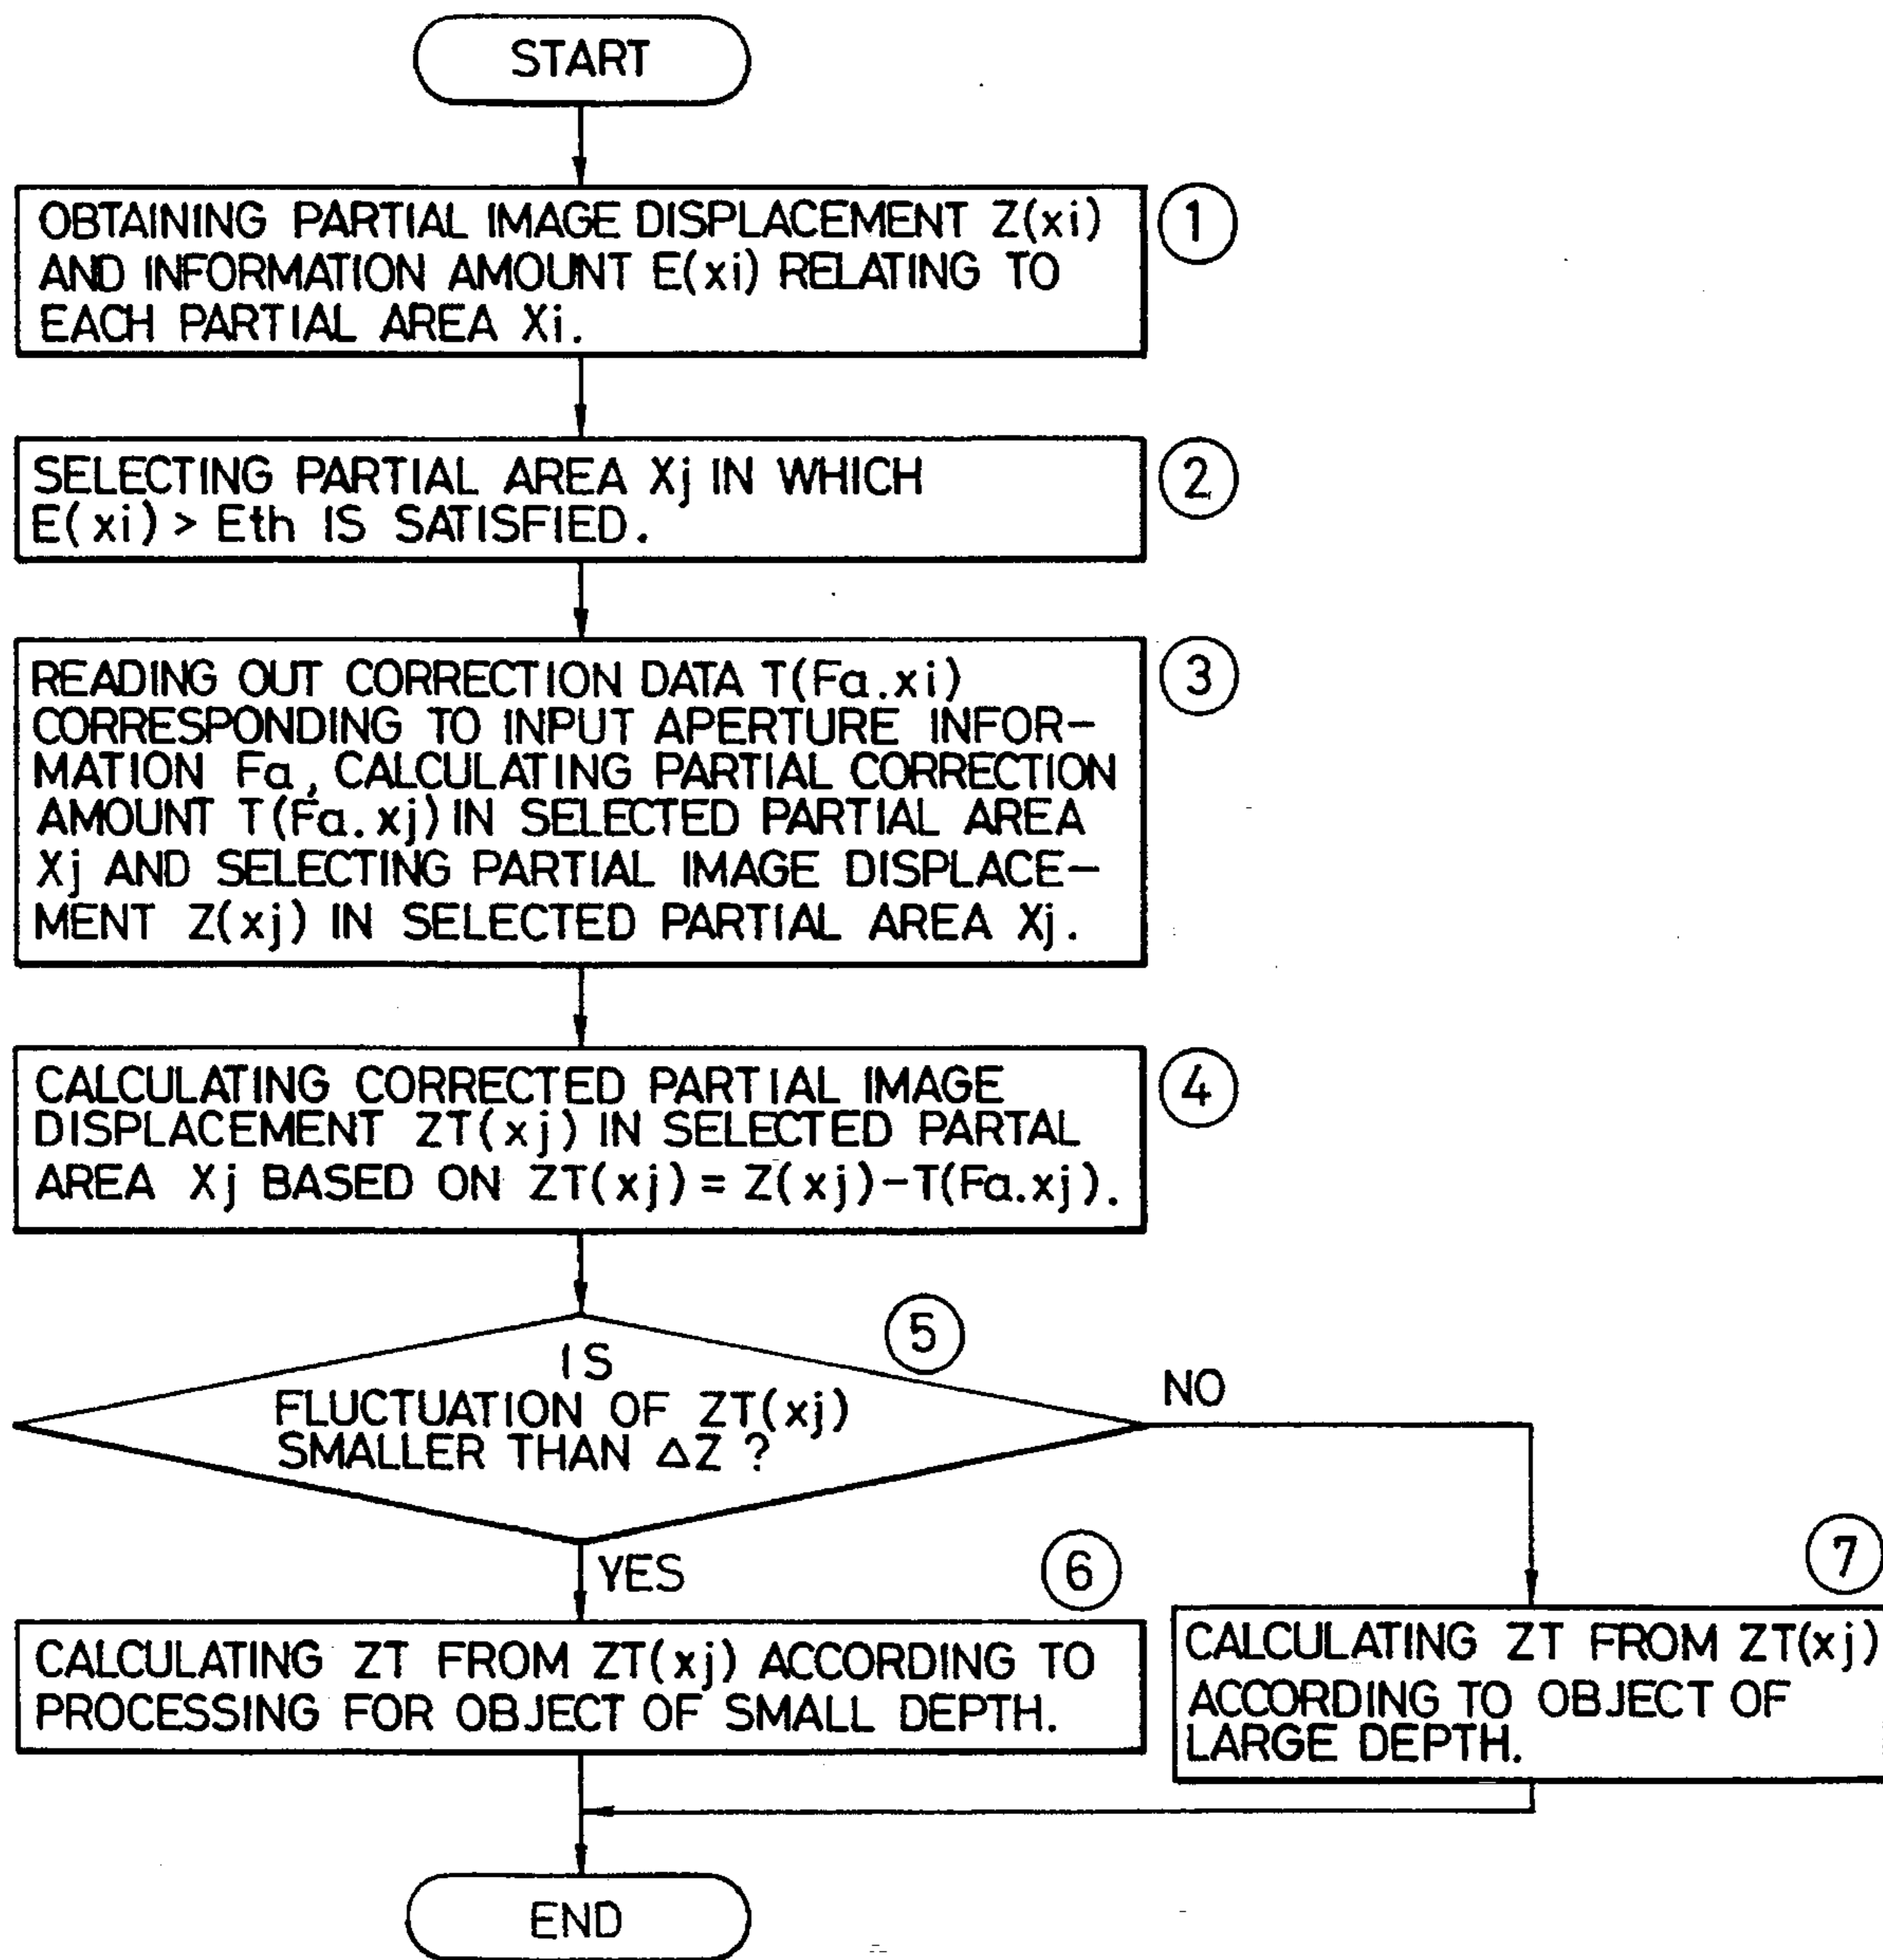 START
OBTAINING PARTIAL IMAGE DISPLACEMENT Z(xi)
AND INFORMATION AMOUNT E(xi) RELATING TO
EACH PARTIAL AREA Xi.
①
SELECTING PARTIAL AREA Xj IN WHICH
E(xi) > Eth IS SATISFIED.
②
READING OUT CORRECTION DATA T(Fa.xi)
CORRESPONDING TO INPUT APERTURE INFOR-
MATION Fa, CALCULATING PARTIAL CORRECTION
AMOUNT T(Fa.xj) IN SELECTED PARTIAL AREA
Xj AND SELECTING PARTIAL IMAGE DISPLACE-
MENT Z(xj) IN SELECTED PARTIAL AREA Xj.
③
CALCULATING CORRECTED PARTIAL IMAGE
DISPLACEMENT ZT(xj) IN SELECTED PARTAL
AREA Xj BASED ON ZT(xj) = Z(xj)-T(Fa.xj).
④
⑤
IS
FLUCTUATION OF ZT(xj)
SMALLER THAN ΔZ ?
NO
YES
⑥
CALCULATING ZT FROM ZT(xj) ACCORDING TO
PROCESSING FOR OBJECT OF SMALL DEPTH.
⑦
CALCULATING ZT FROM ZT(xj)
ACCORDING TO OBJECT OF
LARGE DEPTH.
END